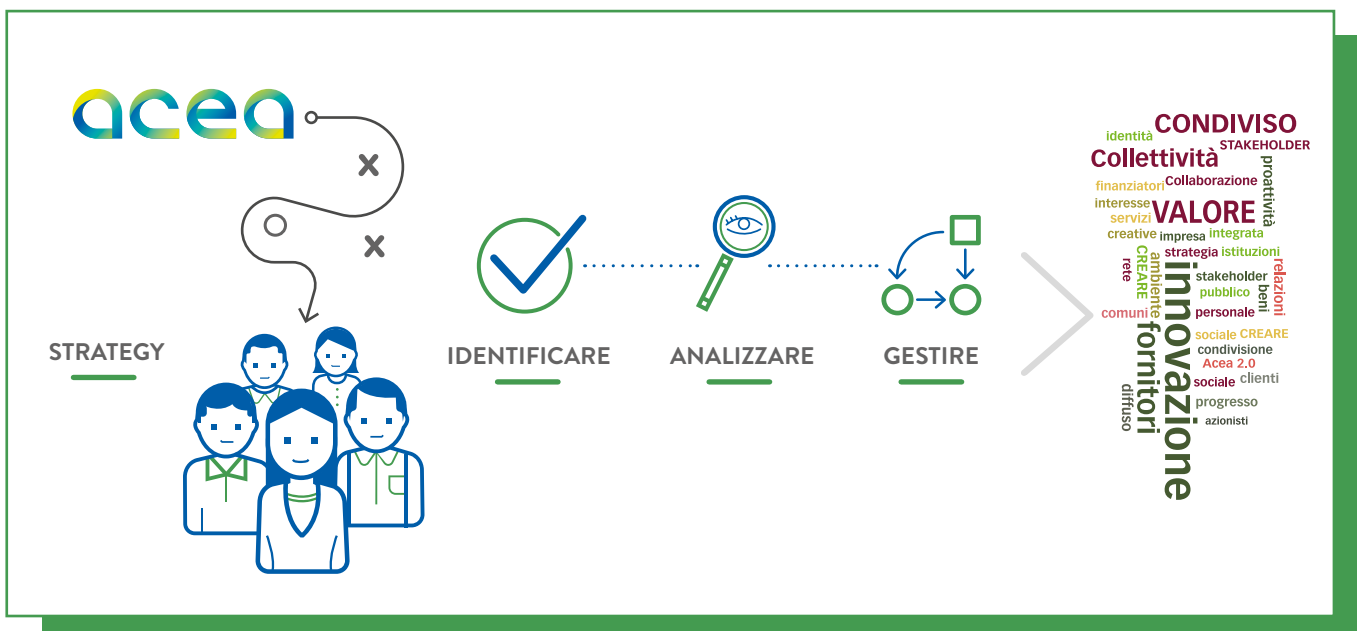 acea
STRATEGY
IDENTIFICARE
ANALIZZARE
GESTIRE
CONDIVISO
identità
STAKEHOLDER
Collettività
proattività
finanziatori
Collaborazione
interesse
VALORE
servizi
creative
impresa
integrata
strategia
istituzioni
CREARE
rete
ambiente
innovazione
stakeholder
relazioni
beni
pubblico
comuni
personale
fornitori
sociale
CREARE
condivisione
Acea 2.0
sociale
clienti
diffuso
progresso
azionisti